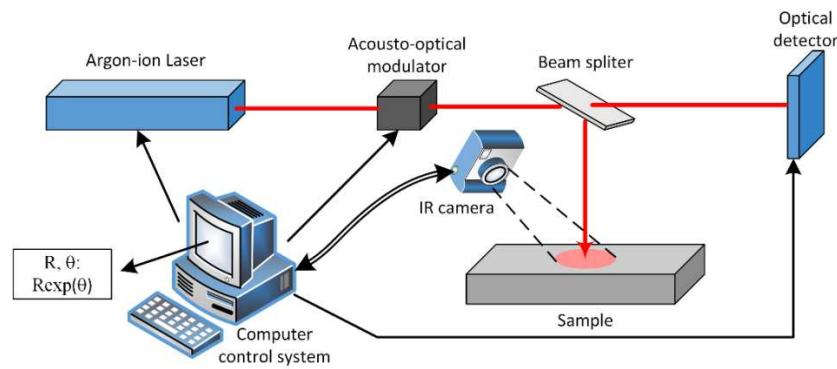 Argon-ion Laser
Acousto-optical
modulator
Beam spliter
Optical
detector
IR camera
R, θ:
Rexp(θ)
Computer
control system
Sample